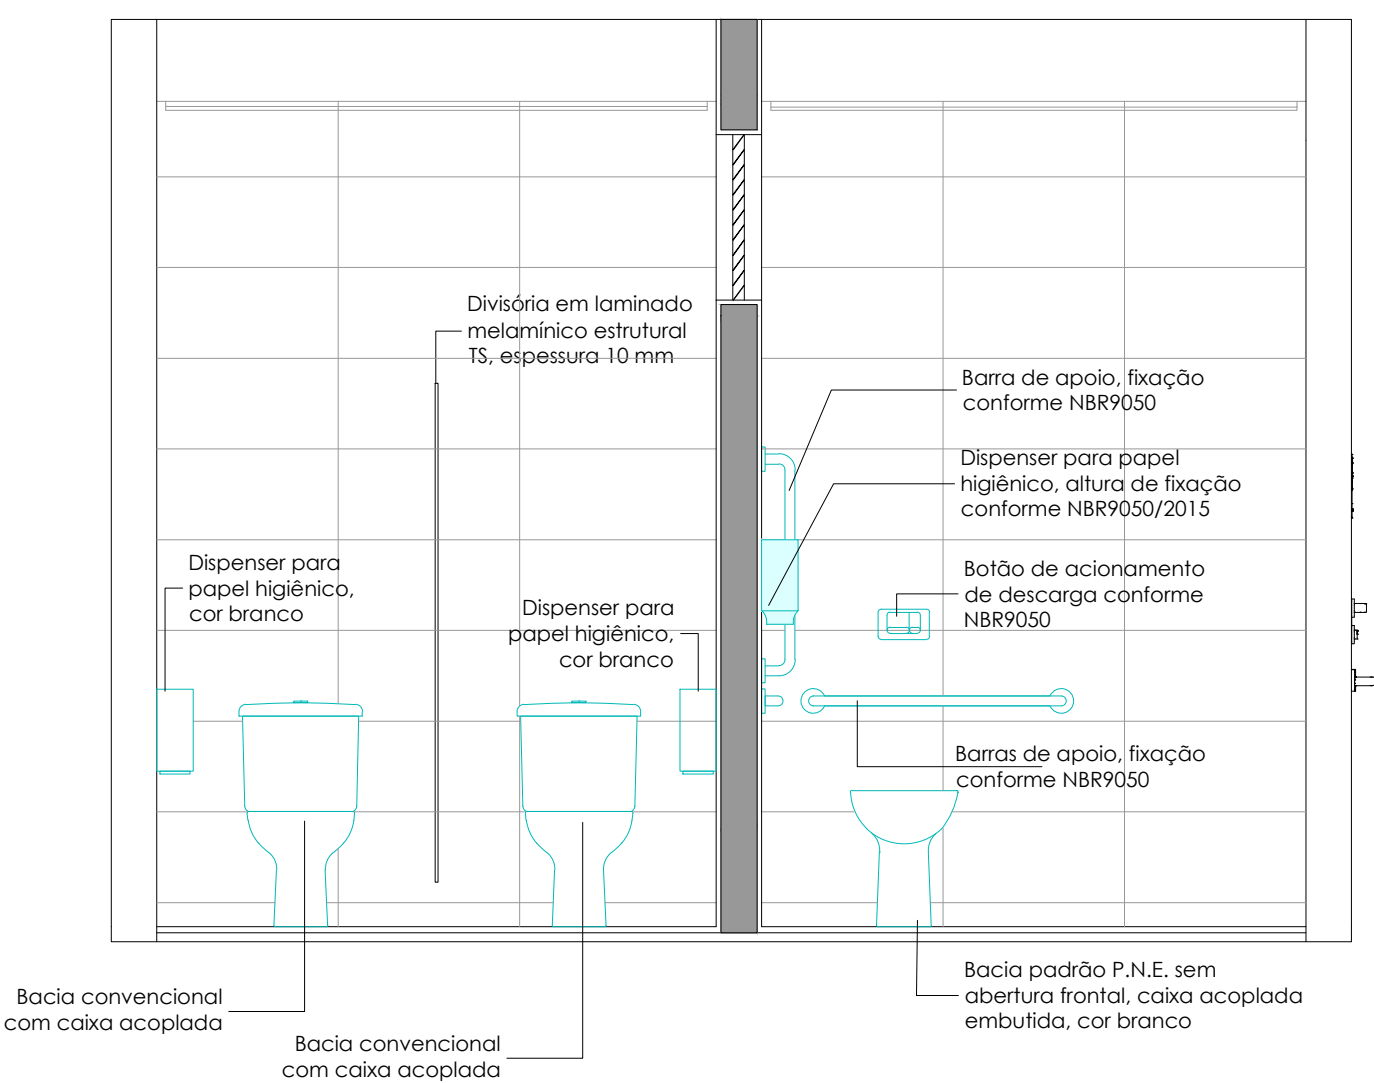 Divisória em laminado
melamínico estrutural
TS, espessura 10 mm
Barra de apoio, fixação
conforme NBR9050
Dispenser para papel
higiênico, altura de fixação
conforme NBR9050/2015
Dispenser para
papel higiênico,
cor branco
Dispenser para
papel higiênico,
cor branco
Botão de acionamento
de descarga conforme
NBR9050
Barras de apoio, fixação
conforme NBR9050
Bacia convencional
com caixa acoplada
Bacia convencional
com caixa acoplada
Bacia padrão P.N.E. sem
abertura frontal, caixa acoplada
embutida, cor branco